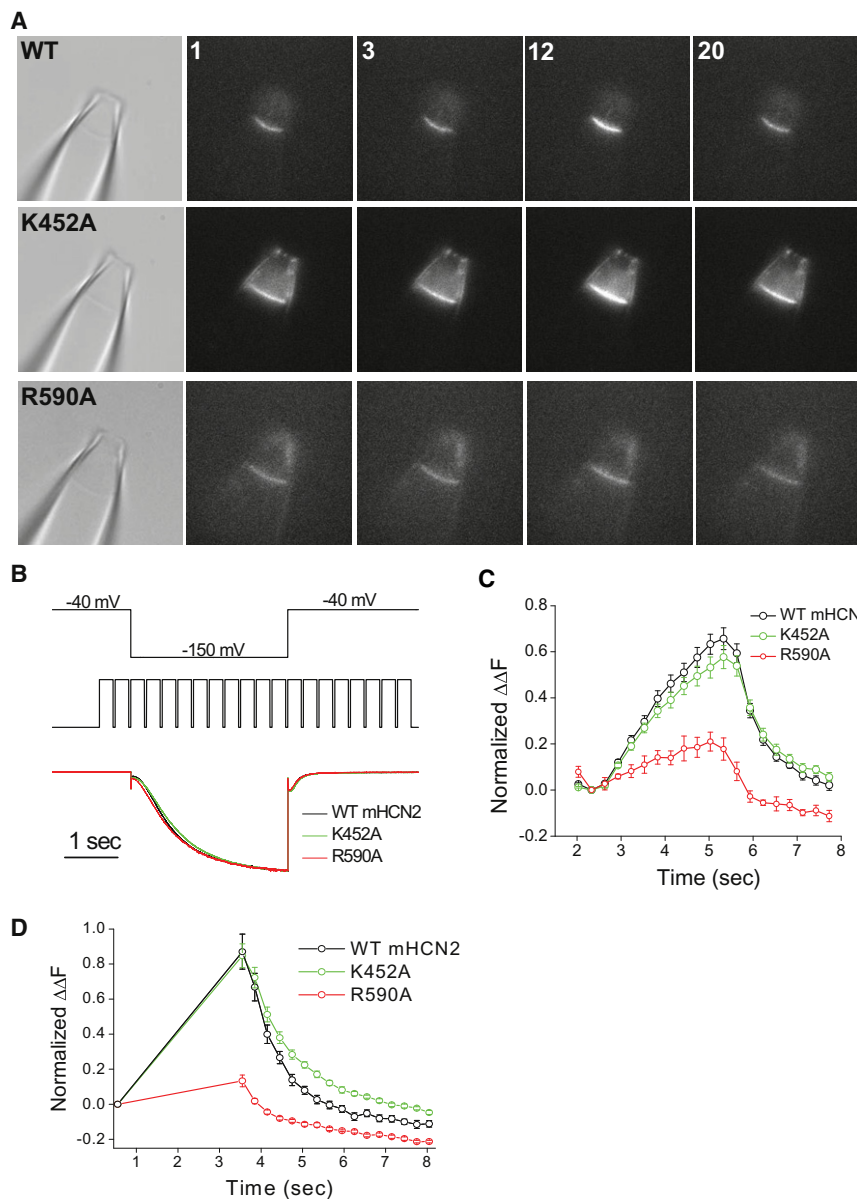 A
WT 1 3 12 20
K452A
R590A
B
-40 mV -40 mV
-150 mV
WT mHCN2
K452A
R590A
1 sec
C
0.8
0.6
0.4
0.2
0.0
-0.2
Normalized ΔΔF
WT mHCN
K452A
R590A
2 3 4 5 6 7 8
Time (sec)
D
1.0
0.8
0.6
0.4
0.2
0.0
-0.2
Normalized ΔΔF
WT mHCN2
K452A
R590A
1 2 3 4 5 6 7 8
Time (sec)